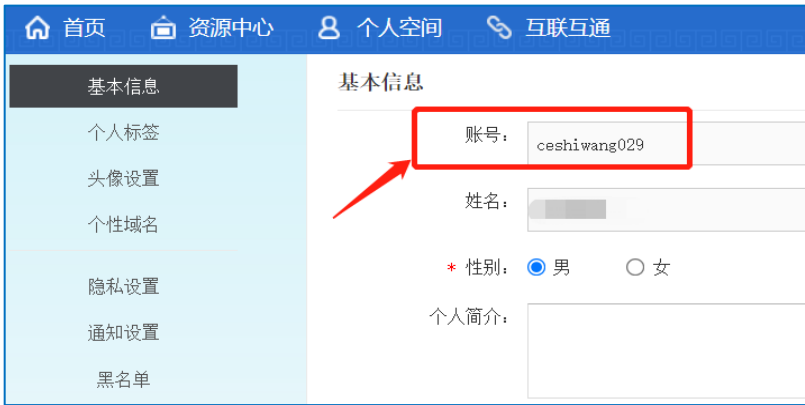 首页 资源中心 个人空间 互联互通
基本信息
个人标签
头像设置
个性域名
隐私设置
通知设置
黑名单
基本信息
账号: ceshiwang029
姓名:
* 性别: 男 女
个人简介: